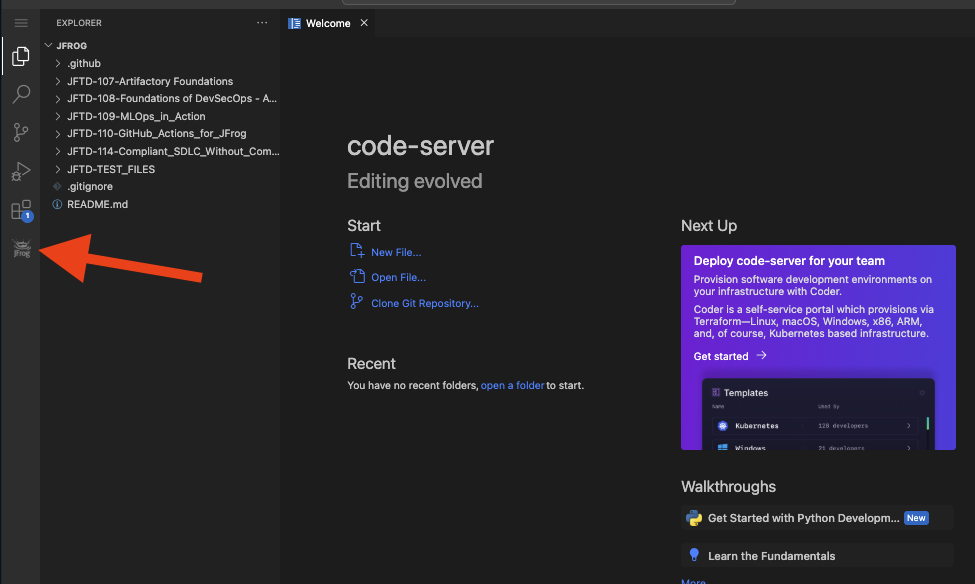 EXPLORER
Welcome
JFROG
.github
JFTD-107-Artifactory Foundations
JFTD-108-Foundations of DevSecOps - A...
JFTD-109-MLOps_in_Action
JFTD-110-GitHub_Actions_for_JFrog
JFTD-114-Compliant_SDLC_Without_Com...
JFTD-TEST_FILES
.gitignore
README.md
1
JFrog
code-server
Editing evolved
Start
New File...
Open File...
Clone Git Repository...
Recent
You have no recent folders, open a folder to start.
Next Up
Deploy code-server for your team
Provision software development environments on
your infrastructure with Coder.
Coder is a self-service portal which provisions via
Terraform—Linux, macOS, Windows, x86, ARM,
and, of course, Kubernetes based infrastructure.
Get started
Templates
Name Used By
Kubernetes 128 developers
Windows 21 developers
Walkthroughs
Get Started with Python Developm... New
Learn the Fundamentals
More...